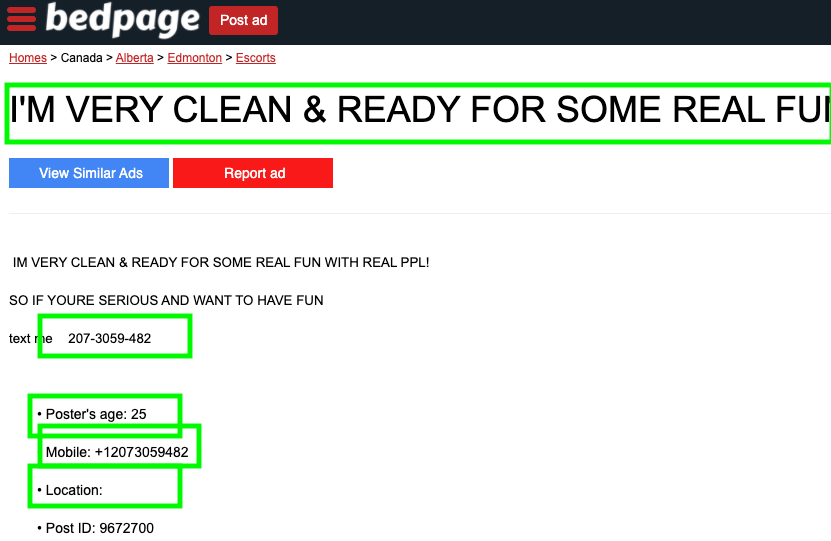 bedpage Post ad
Homes > Canada > Alberta > Edmonton > Escorts
I'M VERY CLEAN & READY FOR SOME REAL FUN
View Similar Ads Report ad
IM VERY CLEAN & READY FOR SOME REAL FUN WITH REAL PPL!
SO IF YOURE SERIOUS AND WANT TO HAVE FUN
text me 207-3059-482
• Poster's age: 25
Mobile: +12073059482
• Location:
• Post ID: 9672700